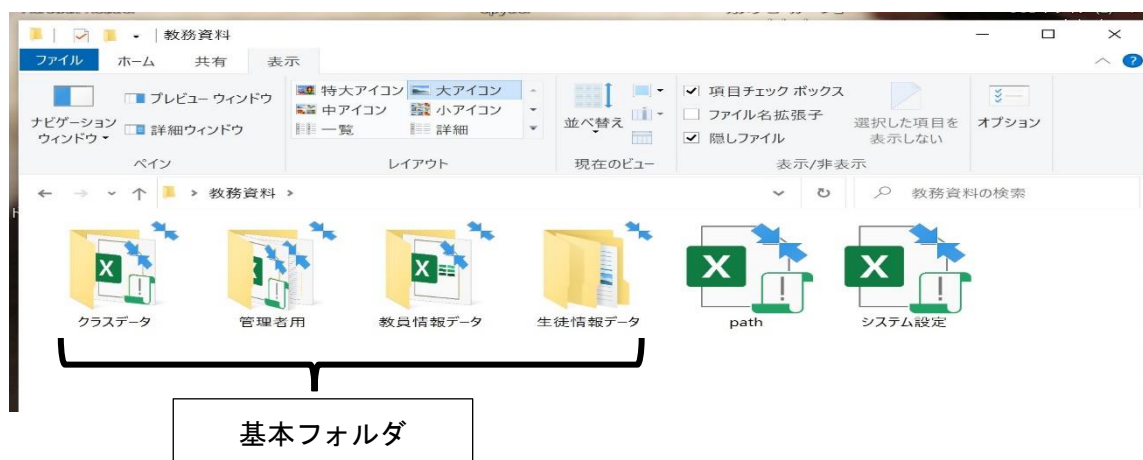 教務資料
ファイル ホーム 共有 表示
ナビゲーション ウィンドウ
プレビュー ウィンドウ
詳細ウィンドウ
ペイン
特大アイコン 大アイコン
中アイコン 小アイコン
一覧 詳細
レイアウト
並べ替え
現在のビュー
項目チェック ボックス
ファイル名拡張子
隠しファイル
選択した項目を
表示しない
表示/非表示
オプション
教務資料
教務資料の検索
クラスデータ 管理者用 教員情報データ 生徒情報データ path システム設定
基本フォルダ